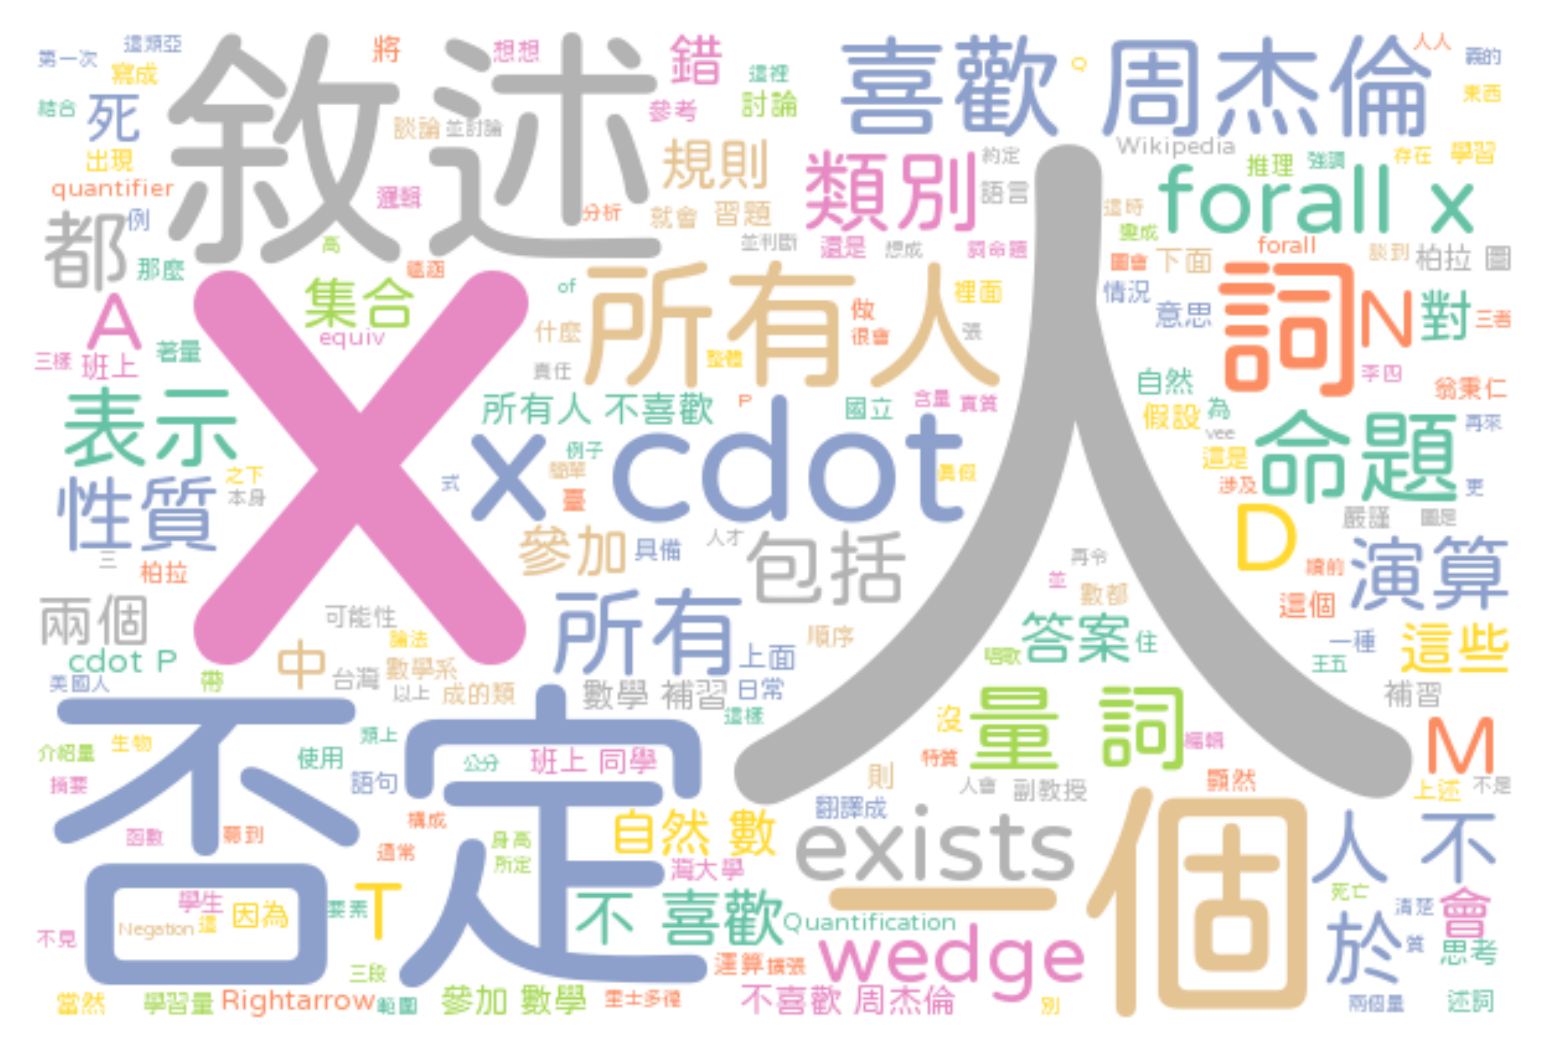 第一次
這類亞
寫成
結合
死
出現
quantifier
都
例
那麼
敘述
將
想想
談論
並討論
邏輯
分析
高
蘊涵
錯
這裡
參考
討論
規則
就會
習題
喜歡 周杰倫
人人
義的
Q
東西
Wikipedia
推理
強調
存在
學習
類別
約定
語言
並判斷
還是
想成
詞命題
這時
變成
forall x
forall
談到
柏拉 圖
圖會
下面
情況
意思
詞
N
對
三者
李四
A
三樣
班上
著量
集合
equiv
x
of
什麼
責任
所有人
做
很會
整體
裡面
張
人
表示
性質
之下
本身
三
柏拉
所有人 不喜歡
P
國立
含量
實質
例子
簡單
臺
式
x cdot
真假
自然
假設
為
vee
這是
涉及
翁秉仁
命題
再來
更
D
嚴謹
圖是
參加
具備
人才
包括
再令
並
數都
續前
這個
演算
兩個
cdot P
美國人
帶
可能性
中
論法
台灣
數學系
以上
成的類
所有
上面
順序
數學 補習
日常
這樣
答案
住
唱歌
一種
王五
這些
補習
否定
介紹量
生物
摘要
函數
聽到
使用
類上
語句
構成
通常
公分
班上 同學
身高
所定
自然 數
灣大學
沒
量 詞
編輯
特質
則
人會
副教授
翻譯成
顯然
M
上述
不是
exists
一
個
人
不
死亡
清楚
會
於
質
思考
學生
Negation
這
因為
要素
T
不見
三段
不 喜歡
Quantification
wedge
運算
擴張
當然
學習量
Rightarrow
範圍
參加 數學
里士多德
不喜歡 周杰倫
別
兩個量
述詞